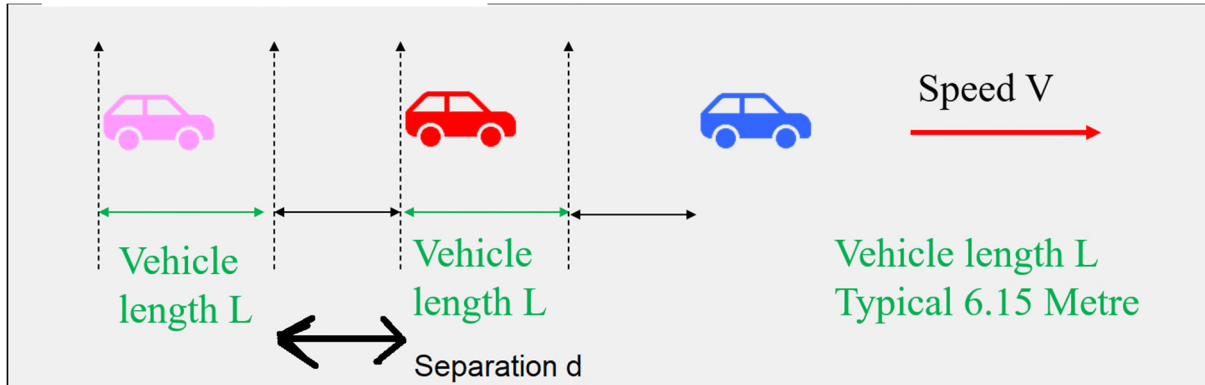 Speed V
Vehicle
length L
Vehicle
length L
Vehicle length L
Typical 6.15 Metre
Separation d